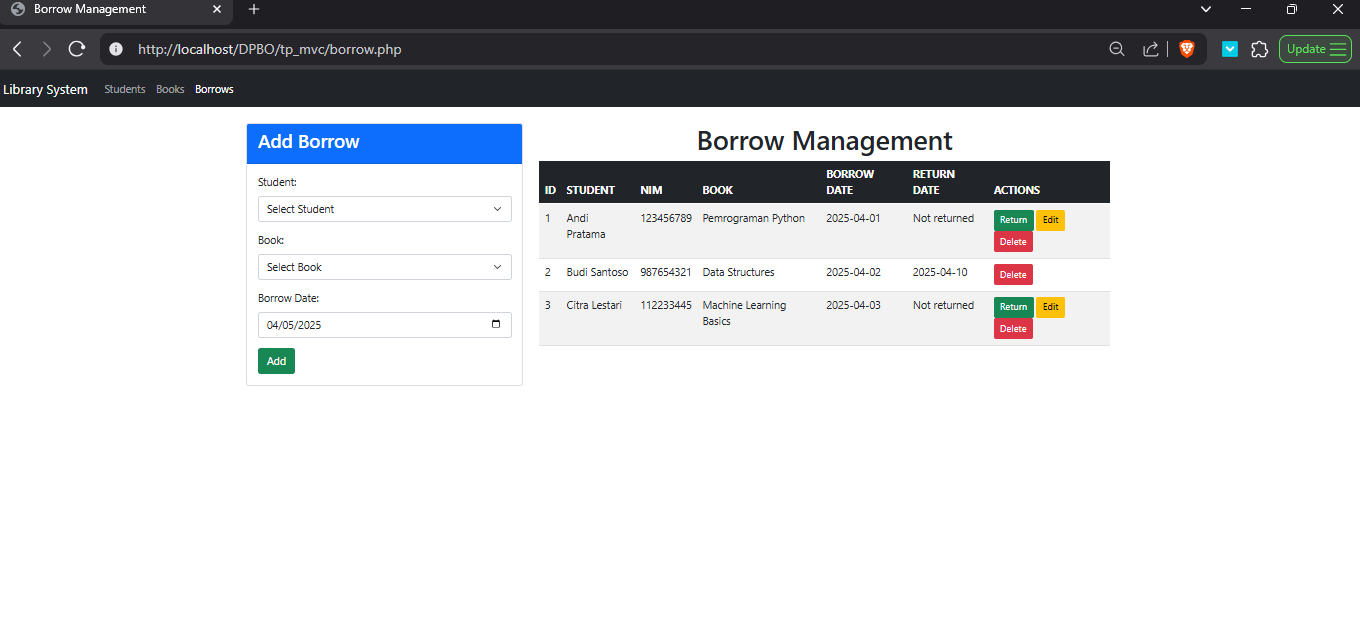 Borrow Management
http://localhost/DPBO/tp_mvc/borrow.php
Update
Library System Students Books Borrows
Add Borrow
Student:
Select Student
Book:
Select Book
Borrow Date:
04/05/2025
Add
Borrow Management
ID STUDENT NIM BOOK BORROW DATE RETURN DATE ACTIONS
1 Andi Pratama 123456789 Pemrograman Python 2025-04-01 Not returned Return Edit Delete
2 Budi Santoso 987654321 Data Structures 2025-04-02 2025-04-10 Delete
3 Citra Lestari 112233445 Machine Learning Basics 2025-04-03 Not returned Return Edit Delete